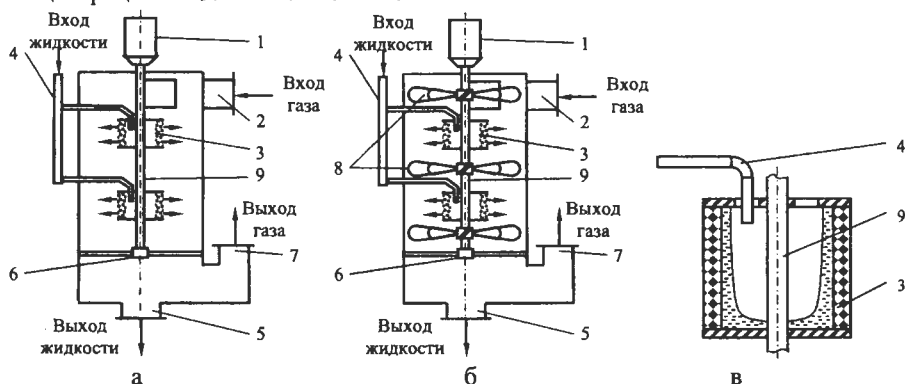 Вход
жидкости
4
1
Вход
газа
2
3
9
Выход
газа
6
7
5
Выход
жидкости
а
Вход
жидкости
4
1
Вход
газа
2
8
3
9
Выход
газа
6
7
5
Выход
жидкости
б
4
9
3
в